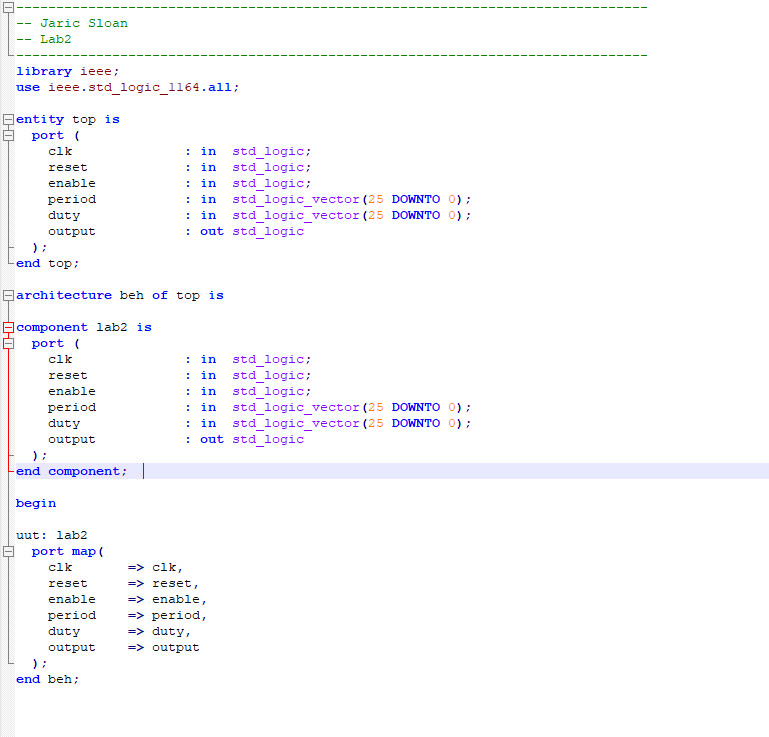 -------------------------------------------------------------------------------
-- Jaric Sloan
-- Lab2
-------------------------------------------------------------------------------
library ieee;
use ieee.std_logic_1164.all;
entity top is
  port (
    clk              : in  std_logic;
    reset            : in  std_logic;
    enable           : in  std_logic;
    period           : in  std_logic_vector(25 DOWNTO 0);
    duty             : in  std_logic_vector(25 DOWNTO 0);
    output           : out std_logic
  );
end top;
architecture beh of top is
component lab2 is
  port (
    clk              : in  std_logic;
    reset            : in  std_logic;
    enable           : in  std_logic;
    period           : in  std_logic_vector(25 DOWNTO 0);
    duty             : in  std_logic_vector(25 DOWNTO 0);
    output           : out std_logic
  );
end component;
begin
uut: lab2
  port map(
    clk       => clk,
    reset     => reset,
    enable    => enable,
    period    => period,
    duty      => duty,
    output    => output
  );
end beh;